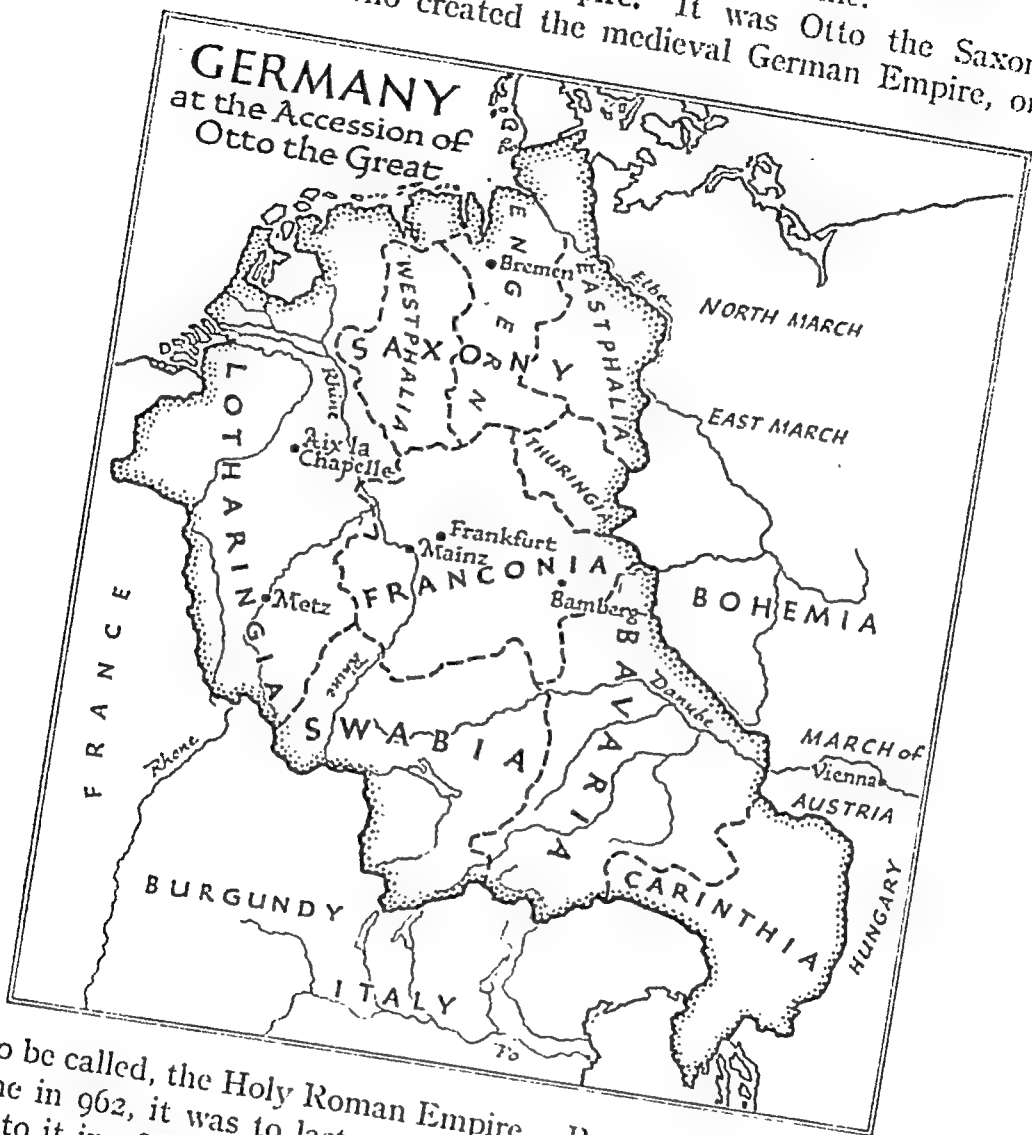 It was Otto the Saxon
created the medieval German Empire, or
GERMANY
at the Accession of
Otto the Great
ENGERN
Bremen
EASTPHALIA
Elbe
WESTPHALIA
NORTH MARCH
SAXONY
Rhine
LOTHARINGIA
EAST MARCH
Aix la
Chapelle
THURINGIA
Frankfurt
Mainz
FRANCONIA
Metz
Bamberg
BOHEMIA
FRANCE
BAVARIA
Rhine
Danube
SWABIA
Rhone
MARCH of
Vienna
AUSTRIA
CARINTHIA
HUNGARY
BURGUNDY
ITALY
Po
o be called, the Holy Roman Empire.
ne in 962, it was to last
to it in